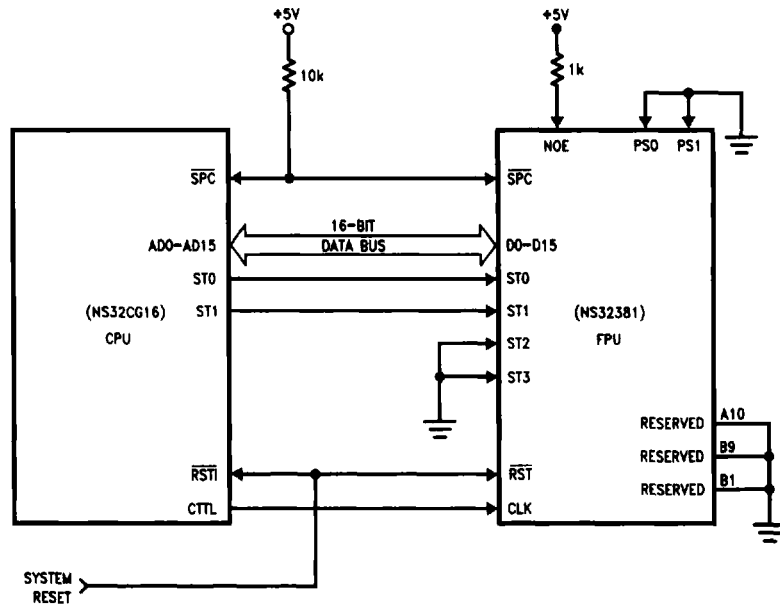 +5V
+5V
10k
1k
NOE
PS0
PS1
SPC
SPC
16-BIT
DATA BUS
AD0-AD15
D0-D15
ST0
ST0
ST1
ST1
(NS32CG16)
CPU
(NS32381)
FPU
ST2
ST3
RESERVED
A10
RESERVED
B9
RESERVED
B1
RSTI
RST
CTTL
CLK
SYSTEM
RESET